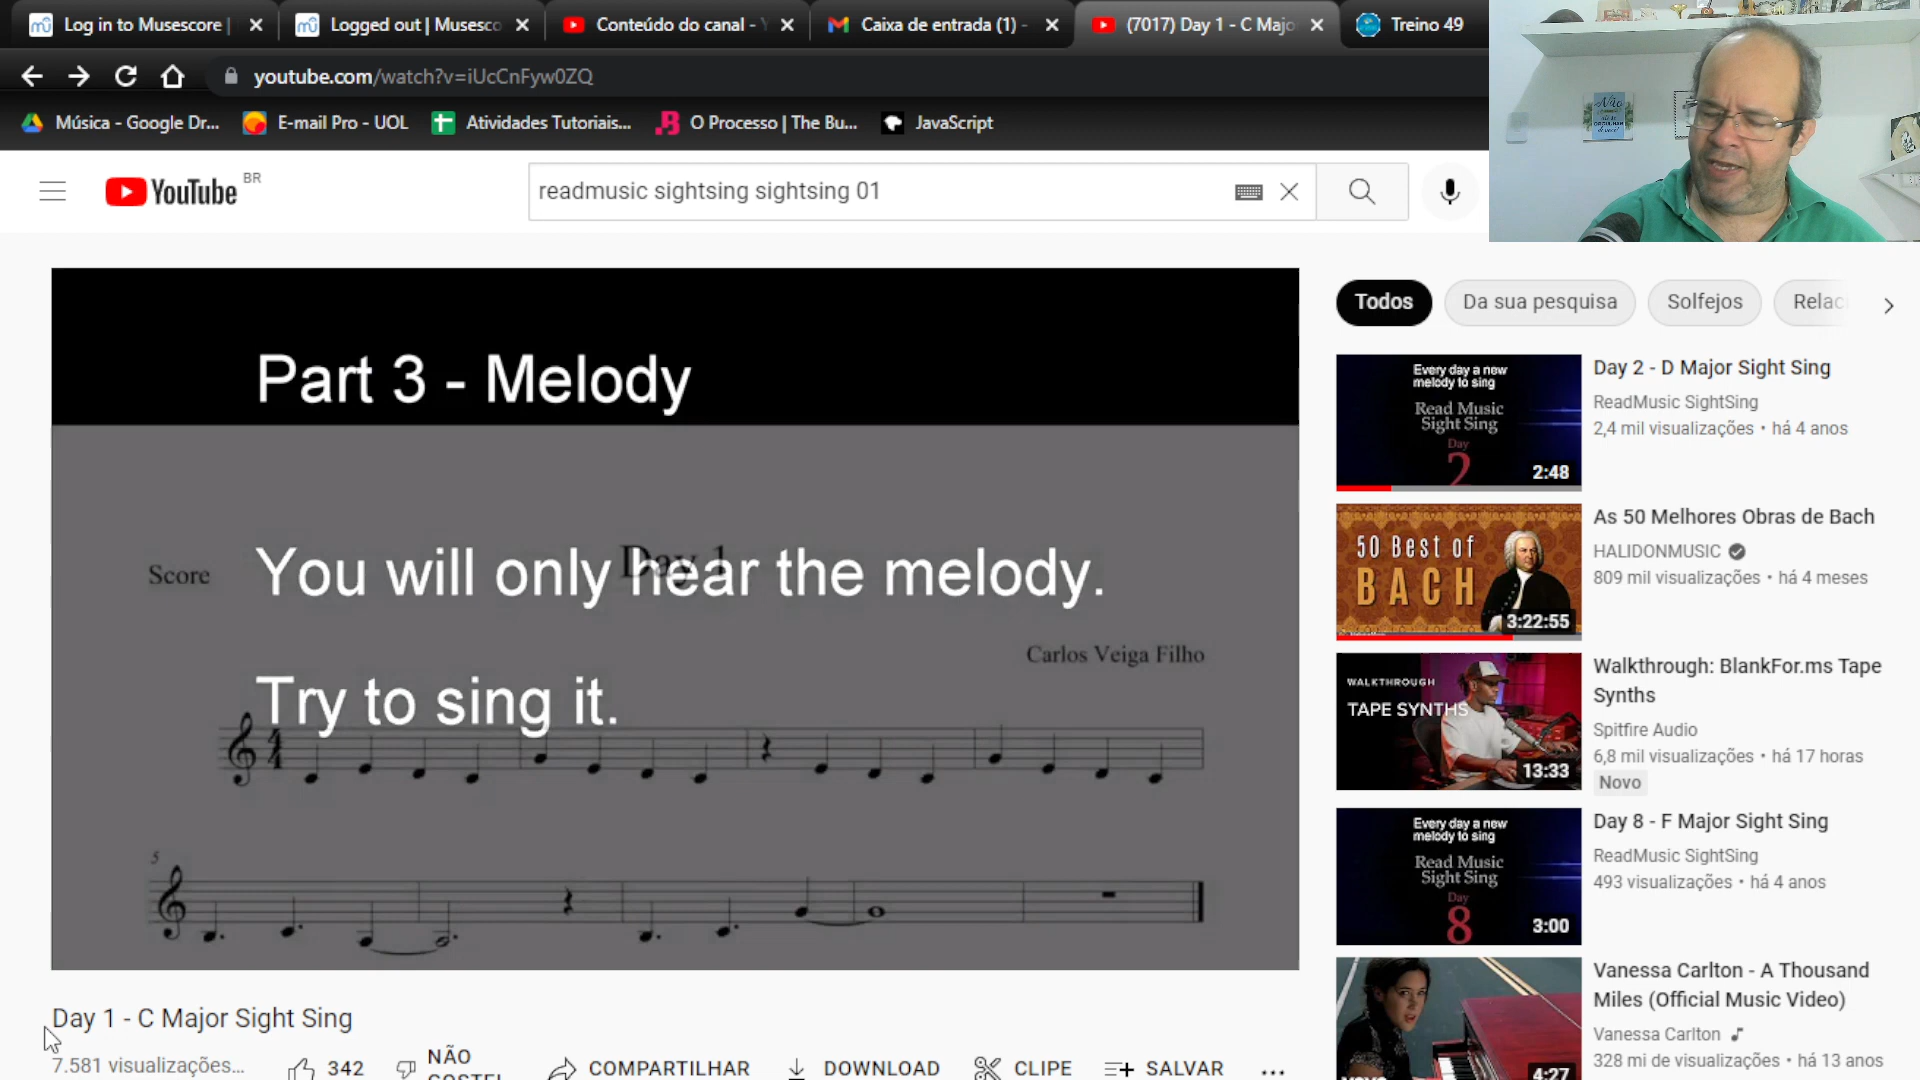 Log in to Musescore |
Logged out | Musesco
Conteúdo do canal - Y
Caixa de entrada (1) -
(7017) Day 1 - C Majo
Treino 49
youtube.com/watch?v=iUcCnFyw0ZQ
Música - Google Dr...
E-mail Pro - UOL
Atividades Tutoriais...
O Processo | The Bu...
JavaScript
YouTube BR
readmusic sightsing sightsing 01
Não
Part 3 - Melody
Score
Day 1
You will only hear the melody.
Carlos Veiga Filho
Try to sing it.
5
Day 1 - C Major Sight Sing
7.581 visualizações...
342
NÃO
COMPARTILHAR
DOWNLOAD
CLIPE
SALVAR
...
Todos
Da sua pesquisa
Solfejos
Relac
Every day a new
melody to sing
Read Music
Sight Sing
Day
2
2:48
Day 2 - D Major Sight Sing
ReadMusic SightSing
2,4 mil visualizações • há 4 anos
50 Best of
BACH
3:22:55
As 50 Melhores Obras de Bach
HALIDONMUSIC
809 mil visualizações • há 4 meses
WALKTHROUGH
TAPE SYNTHS
13:33
Walkthrough: BlankFor.ms Tape
Synths
Spitfire Audio
6,8 mil visualizações • há 17 horas
Novo
Every day a new
melody to sing
Read Music
Sight Sing
Day
8
3:00
Day 8 - F Major Sight Sing
ReadMusic SightSing
493 visualizações • há 4 anos
4:27
Vanessa Carlton - A Thousand
Miles (Official Music Video)
Vanessa Carlton
328 mi de visualizações • há 13 anos